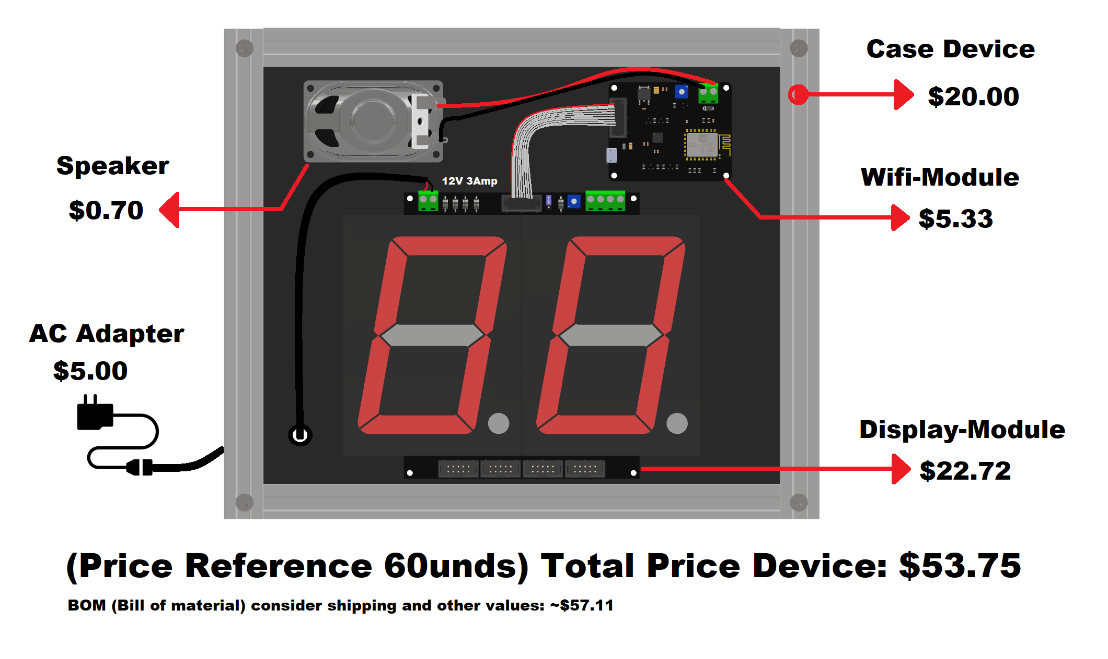 Case Device
$20.00
Speaker
$0.70
12V 3Amp
Wifi-Module
$5.33
AC Adapter
$5.00
Display-Module
$22.72
(Price Reference 60unds) Total Price Device: $53.75
BOM (Bill of material) consider shipping and other values: ~$57.11